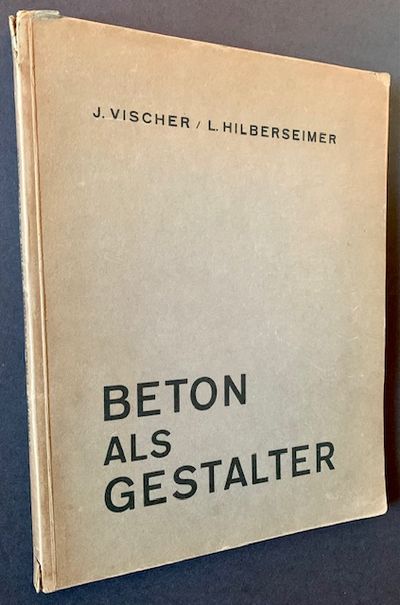 J. VISCHER / L. HILBERSEIMER
BETON
ALS
GESTALTER